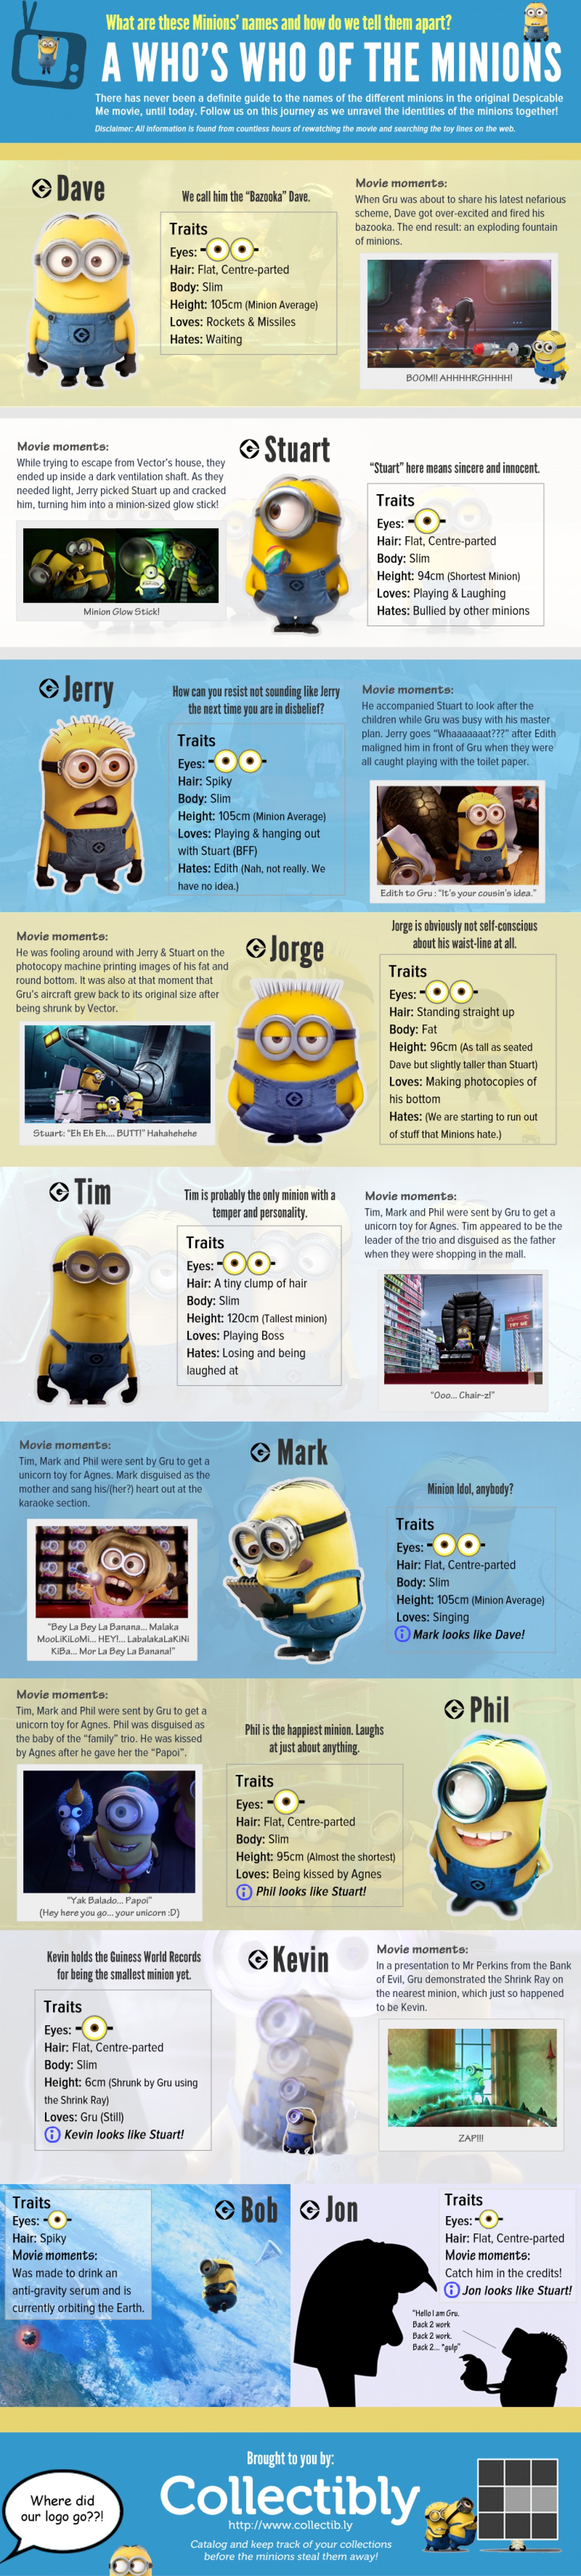 What are these Minions' names and how do we tell them apart?
A WHO'S WHO OF THE MINIONS
There has never been a definite guide to the names of the different minions in the original Despicable
Me movie, until today. Follow us on this journey as we unravel the identities of the minions together!
Disclaimer: All information is found from countless hours of rewatching the movie and searching the toy lines on the web.
Dave
We call him the "Bazooka" Dave.
Traits
Eyes:
Hair: Flat, Centre-parted
Body: Slim
Height: 105cm (Minion Average)
Loves: Rockets & Missiles
Hates: Waiting
Movie moments:
When Gru was about to share his latest nefarious
scheme, Dave got over-excited and fired his
bazooka. The end result: an exploding fountain
of minions.
BOOM!! AHHHHRGHHHH!
Movie moments:
While trying to escape from Vector's house, they
ended up inside a dark ventilation shaft. As they
needed light, Jerry picked Stuart up and cracked
him, turning him into a minion-sized glow stick!
Minion Glow Stick!
Stuart
"Stuart" here means sincere and innocent.
Traits
Eyes:
Hair: Flat, Centre-parted
Body: Slim
Height: 94cm (Shortest Minion)
Loves: Playing & Laughing
Hates: Bullied by other minions
Jerry
How can you resist not sounding like Jerry
the next time you are in disbelief?
Traits
Eyes:
Hair: Spiky
Body: Slim
Height: 105cm (Minion Average)
Loves: Playing & hanging out
with Stuart (BFF)
Hates: Edith (Nah, not really. We
have no idea.)
Movie moments:
He accompanied Stuart to look after the
children while Gru was busy with his master
plan. Jerry goes "Whaaaaaaat???" after Edith
maligned him in front of Gru when they were
all caught playing with the toilet paper.
Edith to Gru : "It's your cousin's idea."
Movie moments:
He was fooling around with Jerry & Stuart on the
photocopy machine printing images of his fat and
round bottom. It was also at that moment that
Gru's aircraft grew back to its original size after
being shrunk by Vector.
Stuart: "Eh Eh Eh.... BUTT!" Hahahehehe
Jorge
Jorge is obviously not self-conscious
about his waist-line at all.
Traits
Eyes:
Hair: Standing straight up
Body: Fat
Height: 96cm (As tall as seated
Dave but slightly taller than Stuart)
Loves: Making photocopies of
his bottom
Hates: (We are starting to run out
of stuff that Minions hate.)
Tim
Tim is probably the only minion with a
temper and personality.
Traits
Eyes:
Hair: A tiny clump of hair
Body: Slim
Height: 120cm (Tallest minion)
Loves: Playing Boss
Hates: Losing and being
laughed at
Movie moments:
Tim, Mark and Phil were sent by Gru to get a
unicorn toy for Agnes. Tim appeared to be the
leader of the trio and disguised as the father
when they were shopping in the mall.
TRY ME
"Ooo... Chair-z!"
Movie moments:
Tim, Mark and Phil were sent by Gru to get a
unicorn toy for Agnes. Mark disguised as the
mother and sang his/(her?) heart out at the
karaoke section.
"Bey La Bey La Banana... Malaka
MooLiKiLoMi... HEY!... LabalakaLaKiNi
KiBa... Mor La Bey La Banana!"
Mark
Minion Idol, anybody?
Traits
Eyes:
Hair: Flat, Centre-parted
Body: Slim
Height: 105cm (Minion Average)
Loves: Singing
Mark looks like Dave!
Movie moments:
Tim, Mark and Phil were sent by Gru to get a
unicorn toy for Agnes. Phil was disguised as
the baby of the "family" trio. He was kissed
by Agnes after he gave her the "Papoi".
"Yak Balado... Papoi"
(Hey here you go... your unicorn :D)
Phil is the happiest minion. Laughs
at just about anything.
Traits
Eyes:
Hair: Flat, Centre-parted
Body: Slim
Height: 95cm (Almost the shortest)
Loves: Being kissed by Agnes
Phil looks like Stuart!
Phil
Kevin holds the Guiness World Records
for being the smallest minion yet.
Traits
Eyes:
Hair: Flat, Centre-parted
Body: Slim
Height: 6cm (Shrunk by Gru using
the Shrink Ray)
Loves: Gru (Still)
Kevin looks like Stuart!
Kevin
Movie moments:
In a presentation to Mr Perkins from the Bank
of Evil, Gru demonstrated the Shrink Ray on
the nearest minion, which just so happened
to be Kevin.
ZAP!!!
Traits
Eyes:
Hair: Spiky
Movie moments:
Was made to drink an
anti-gravity serum and is
currently orbiting the Earth.
Bob
Jon
Traits
Eyes:
Hair: Flat, Centre-parted
Movie moments:
Catch him in the credits!
Jon looks like Stuart!
"Hello I am Gru.
Back 2 work
Back 2 work.
Back 2... *gulp"
Where did
our logo go??!
Brought to you by:
Collectibly
http://www.collectib.ly
Catalog and keep track of your collections
before the minions steal them away!